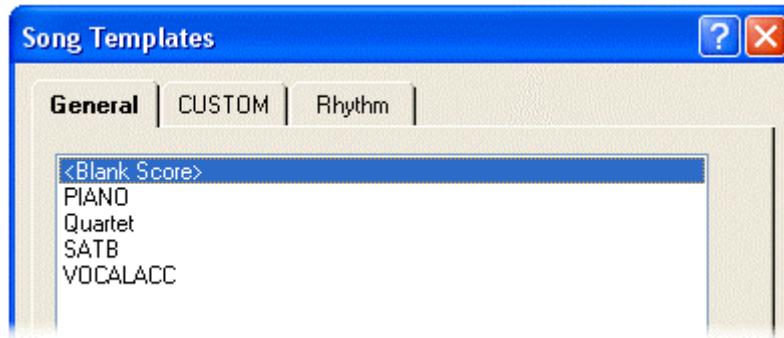 Song Templates
General CUSTOM Rhythm
<Blank Score>
PIANO
Quartet
SATB
VOCALACC